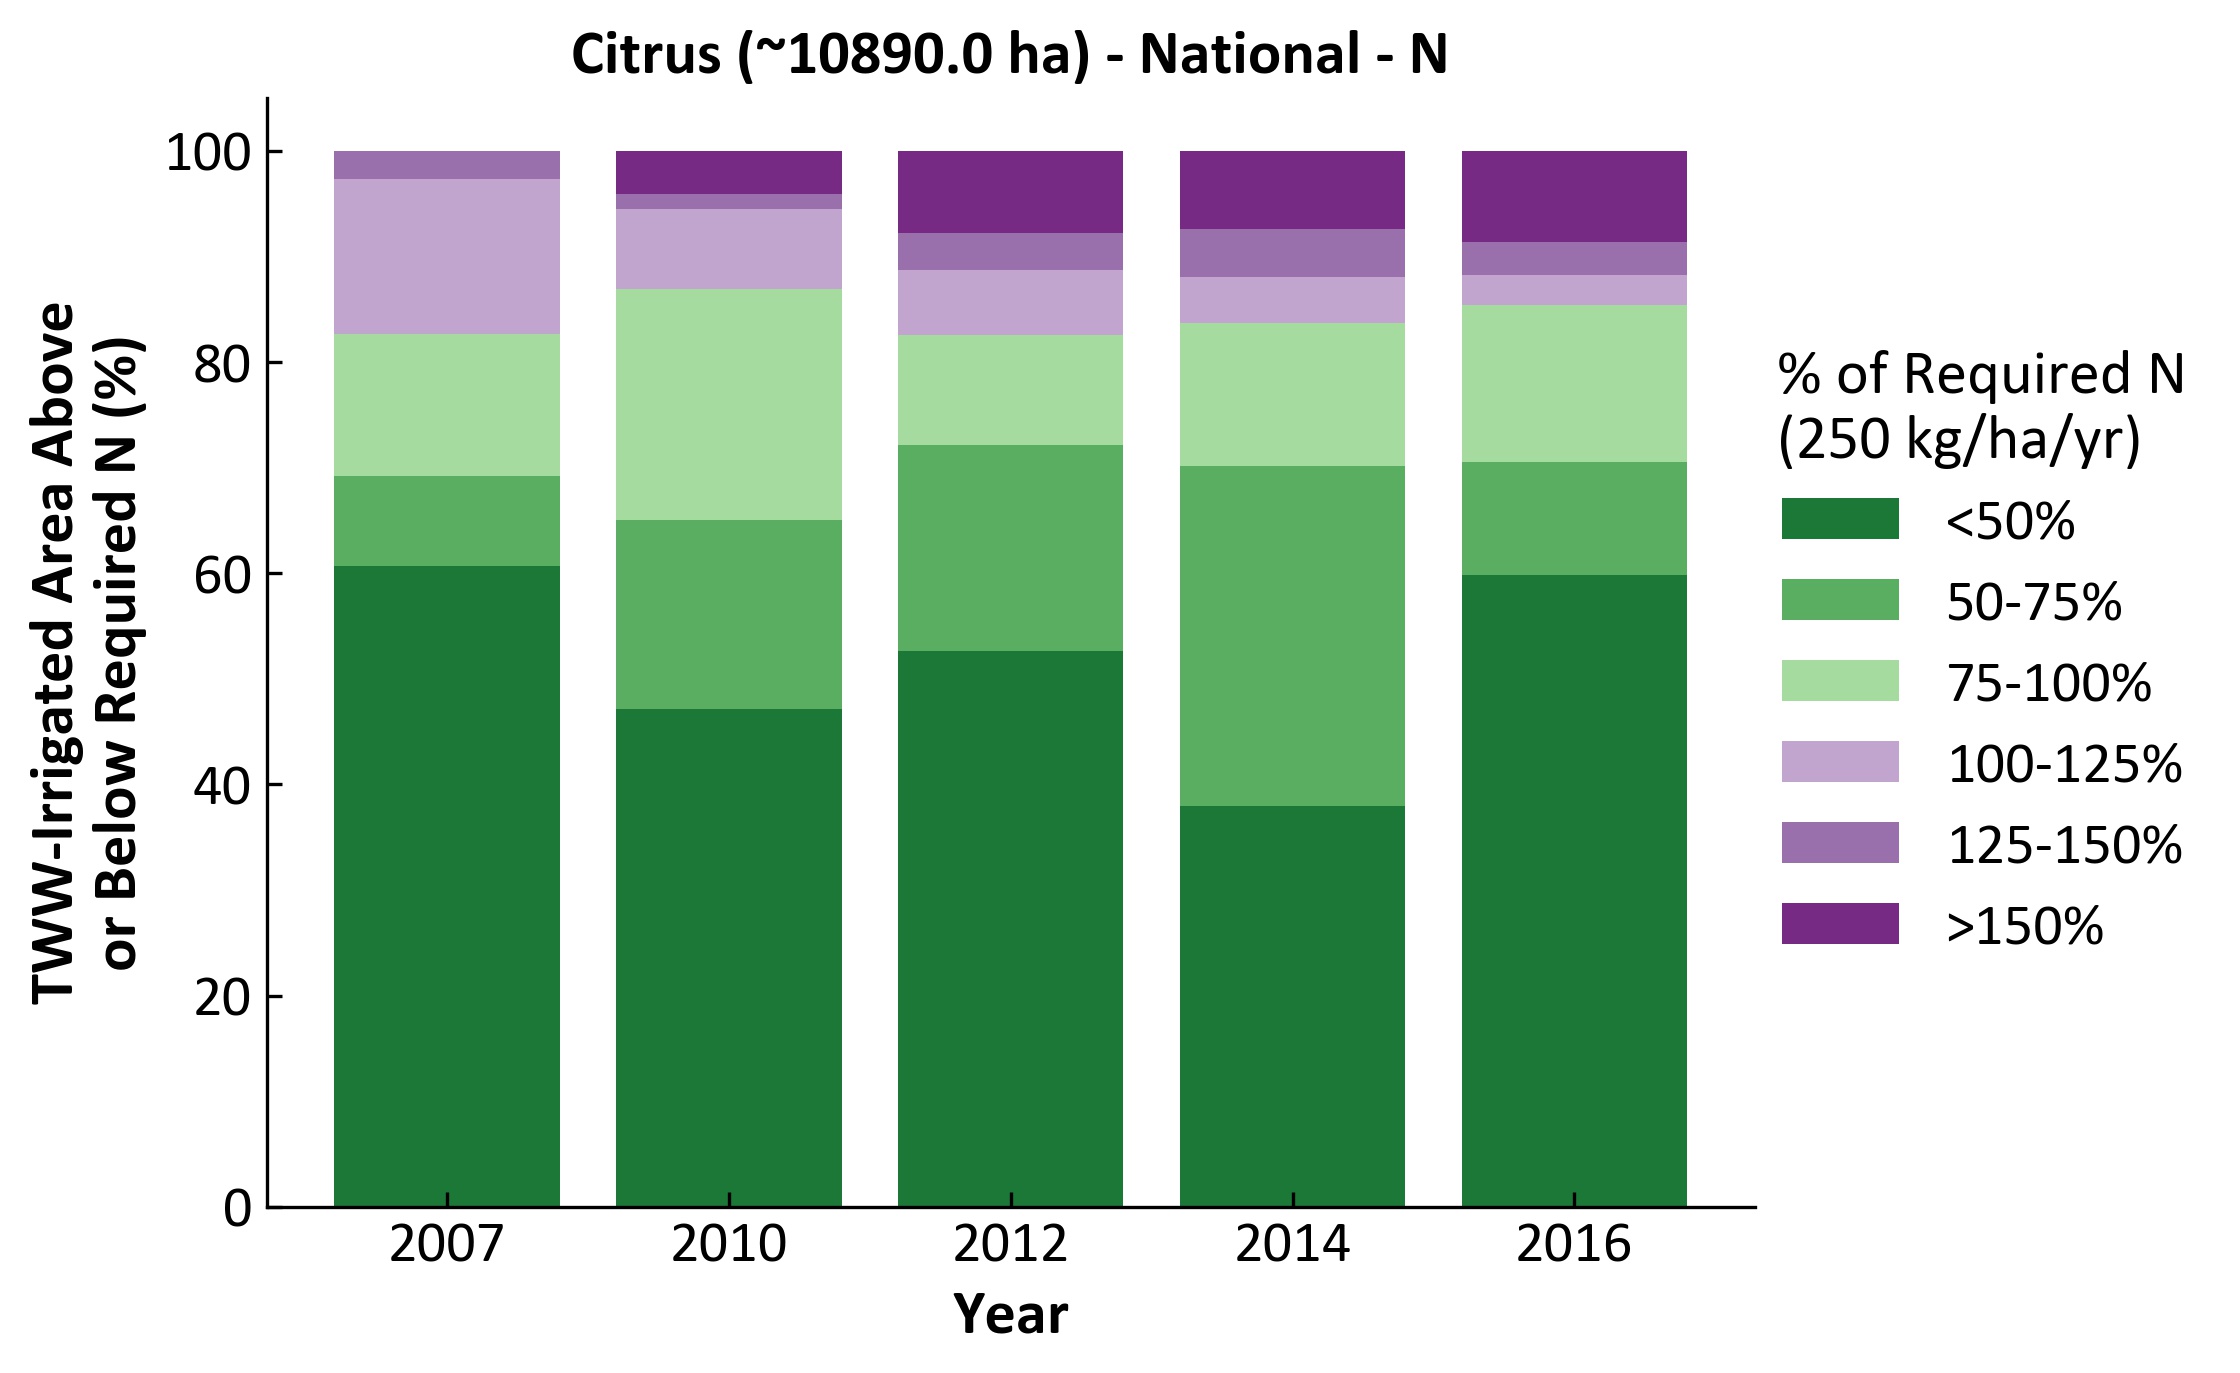 Citrus (~10890.0 ha) - National - N
TWW-Irrigated Area Above
or Below Required N (%)
100
80
60
40
20
0
2007
2010
2012
2014
2016
Year
% of Required N
(250 kg/ha/yr)
<50%
50-75%
75-100%
100-125%
125-150%
>150%